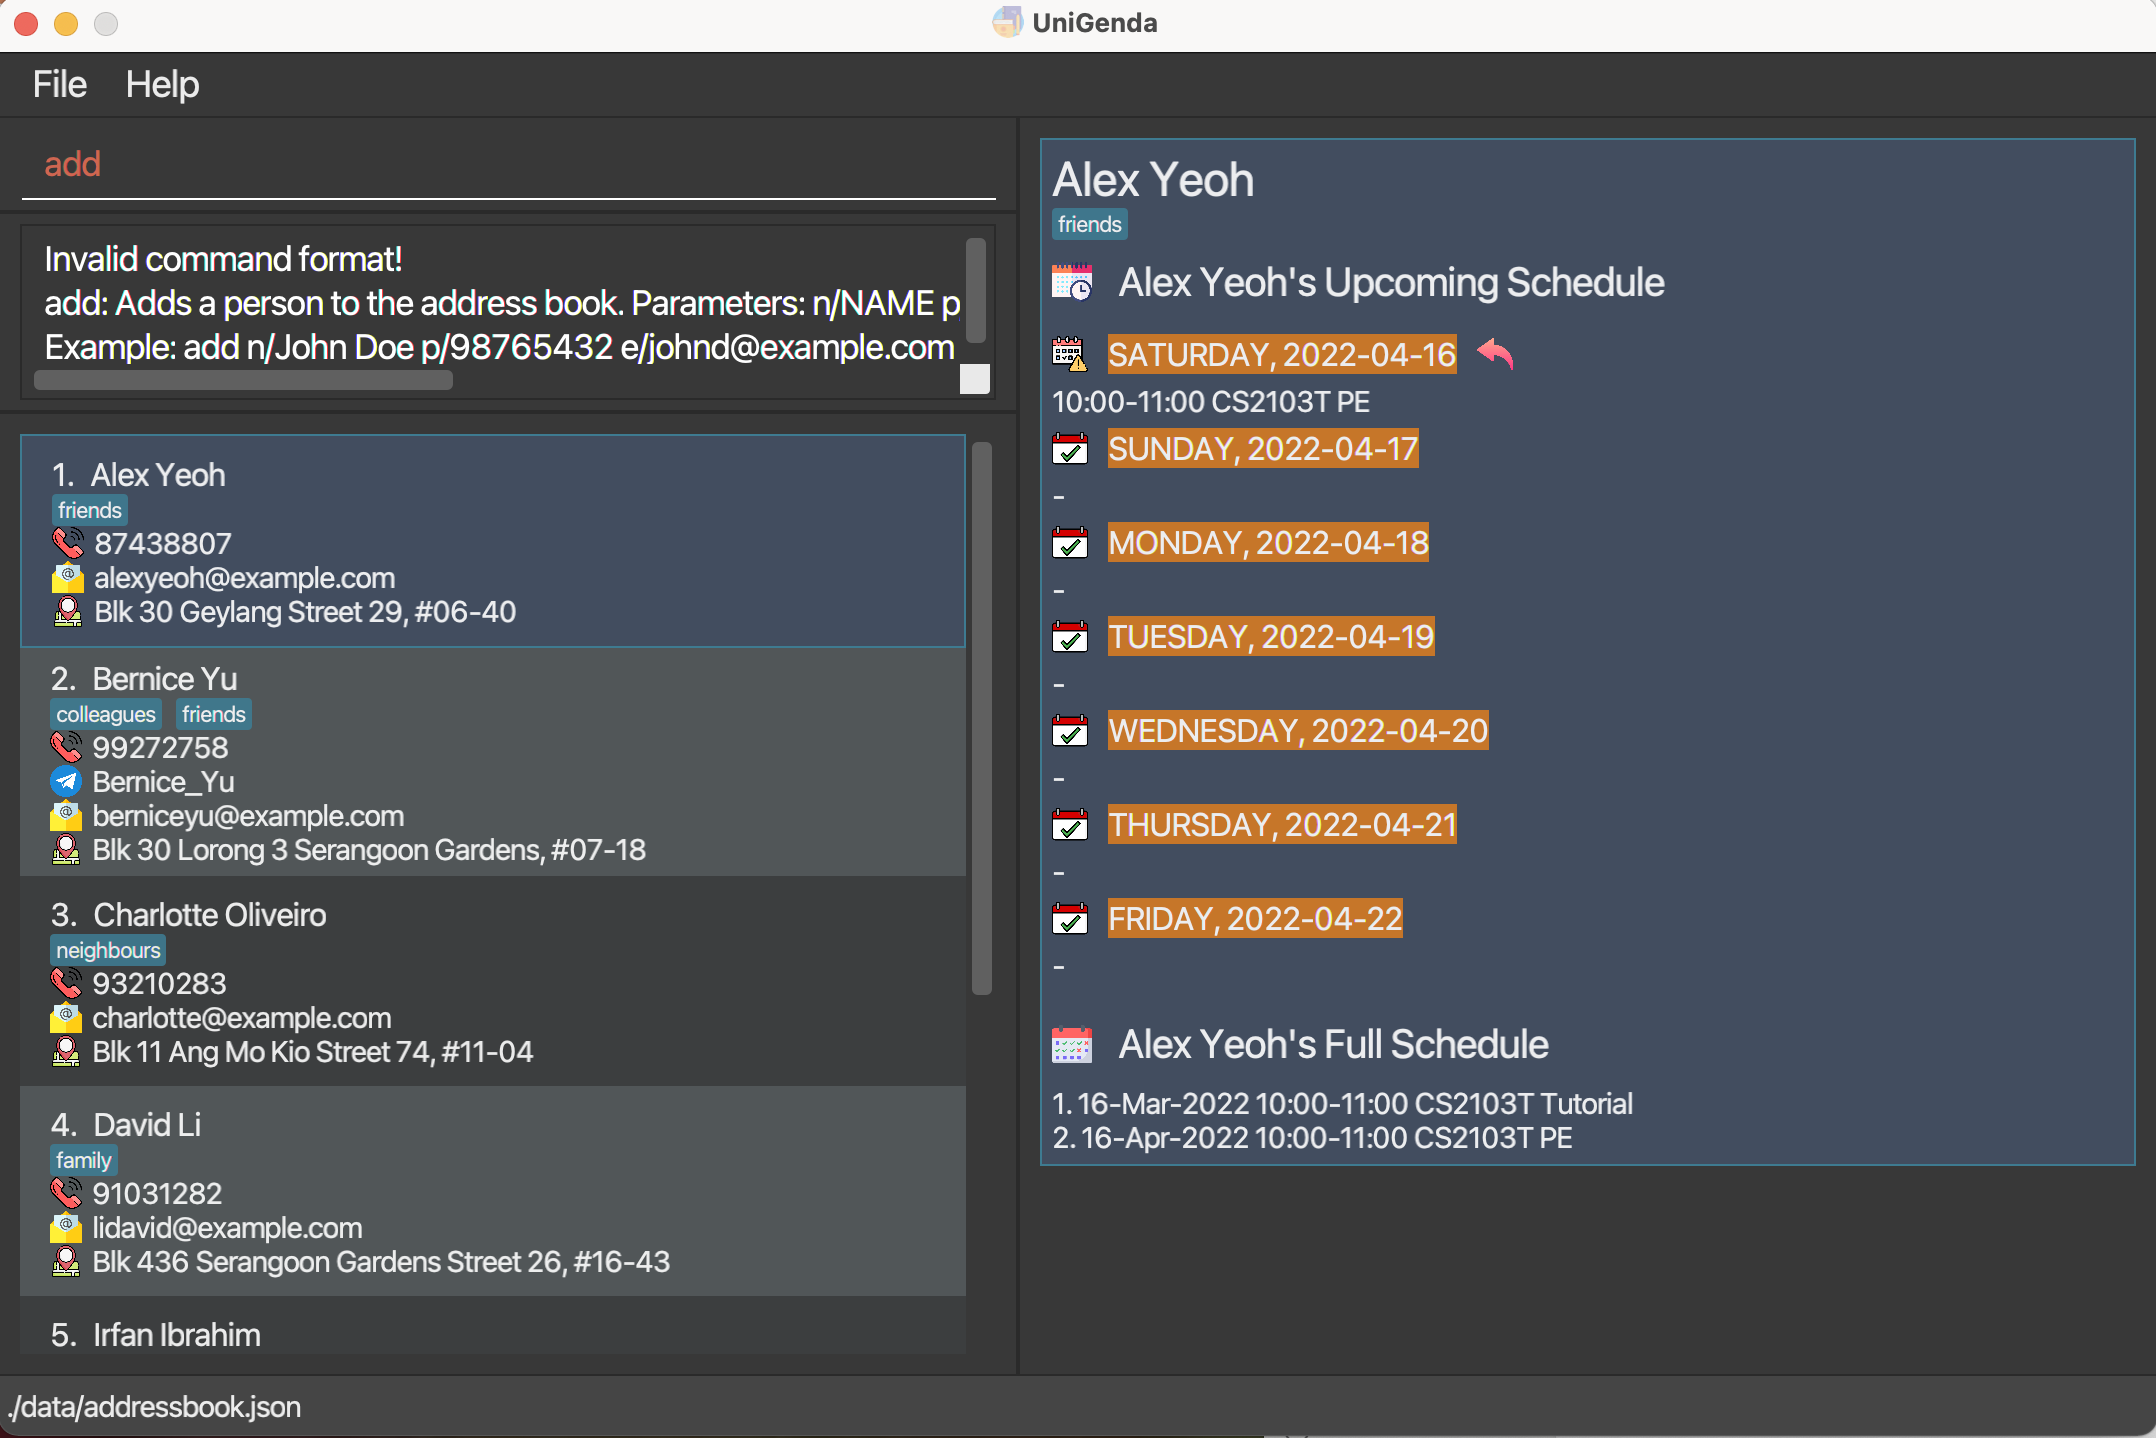 UniGenda
File Help
add
Invalid command format!
add: Adds a person to the address book. Parameters: n/NAME p
Example: add n/John Doe p/98765432 e/johnd@example.com
1. Alex Yeoh
friends
87438807
alexyeoh@example.com
Blk 30 Geylang Street 29, #06-40
2. Bernice Yu
colleagues friends
99272758
Bernice_Yu
berniceyu@example.com
Blk 30 Lorong 3 Serangoon Gardens, #07-18
3. Charlotte Oliveiro
neighbours
93210283
charlotte@example.com
Blk 11 Ang Mo Kio Street 74, #11-04
4. David Li
family
91031282
lidavid@example.com
Blk 436 Serangoon Gardens Street 26, #16-43
5. Irfan Ibrahim
Alex Yeoh
friends
Alex Yeoh's Upcoming Schedule
SATURDAY, 2022-04-16
10:00-11:00 CS2103T PE
SUNDAY, 2022-04-17
-
MONDAY, 2022-04-18
-
TUESDAY, 2022-04-19
-
WEDNESDAY, 2022-04-20
-
THURSDAY, 2022-04-21
-
FRIDAY, 2022-04-22
-
Alex Yeoh's Full Schedule
1. 16-Mar-2022 10:00-11:00 CS2103T Tutorial
2. 16-Apr-2022 10:00-11:00 CS2103T PE
./data/addressbook.json